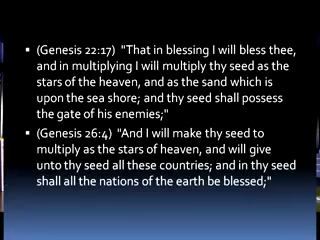 (Genesis 22:17) "That in blessing I will bless thee,
and in multiplying I will multiply thy seed as the
stars of the heaven, and as the sand which is
upon the sea shore; and thy seed shall possess
the gate of his enemies;"
(Genesis 26:4) "And I will make thy seed to
multiply as the stars of heaven, and will give
unto thy seed all these countries; and in thy seed
shall all the nations of the earth be blessed;"